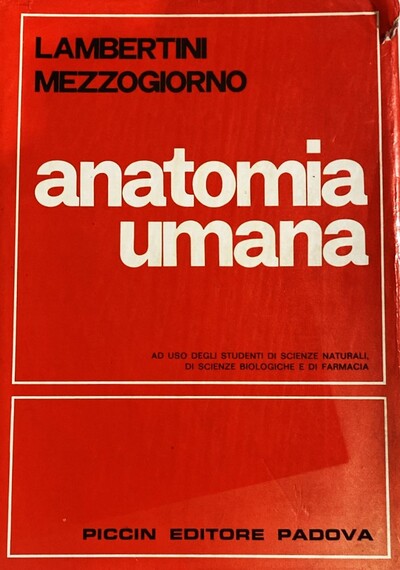 LAMBERTINI
MEZZOGIORNO
anatomia
umana
AD USO DEGLI STUDENTI DI SCIENZE NATURALI,
DI SCIENZE BIOLOGICHE E DI FARMACIA
PICCIN EDITORE PADOVA